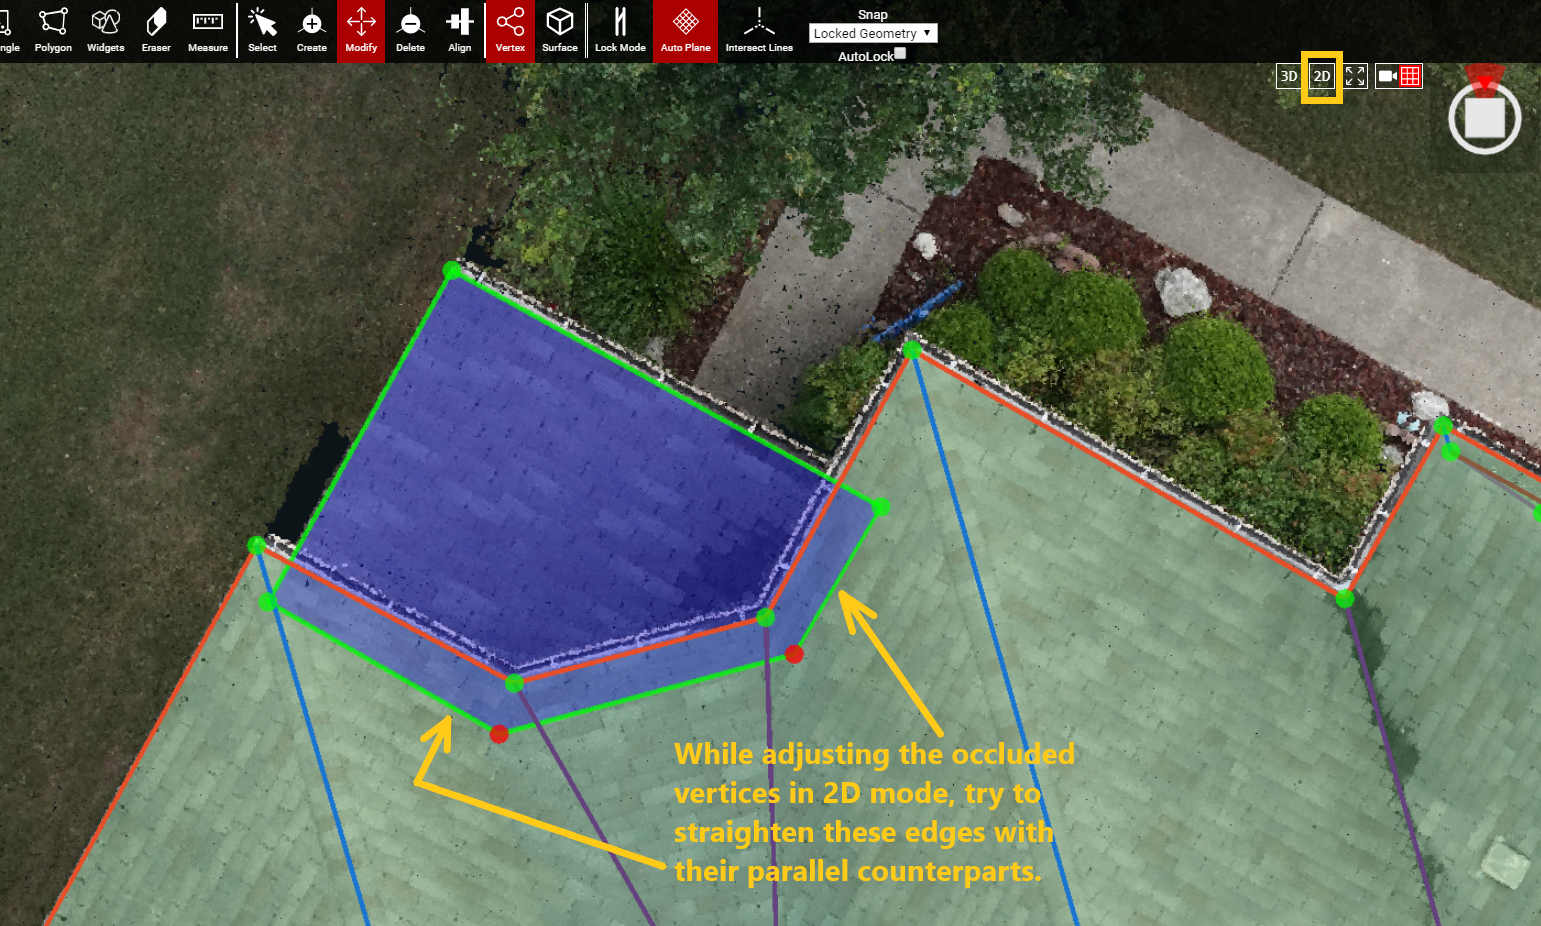 ngle
Polygon
Widgets
Eraser
Measure
Select
Create
Modify
Delete
Align
Vertex
Surface
Lock Mode
Auto Plane
Intersect Lines
Snap
Locked Geometry
AutoLock
3D
2D
While adjusting the occluded
vertices in 2D mode, try to
straighten these edges with
their parallel counterparts.